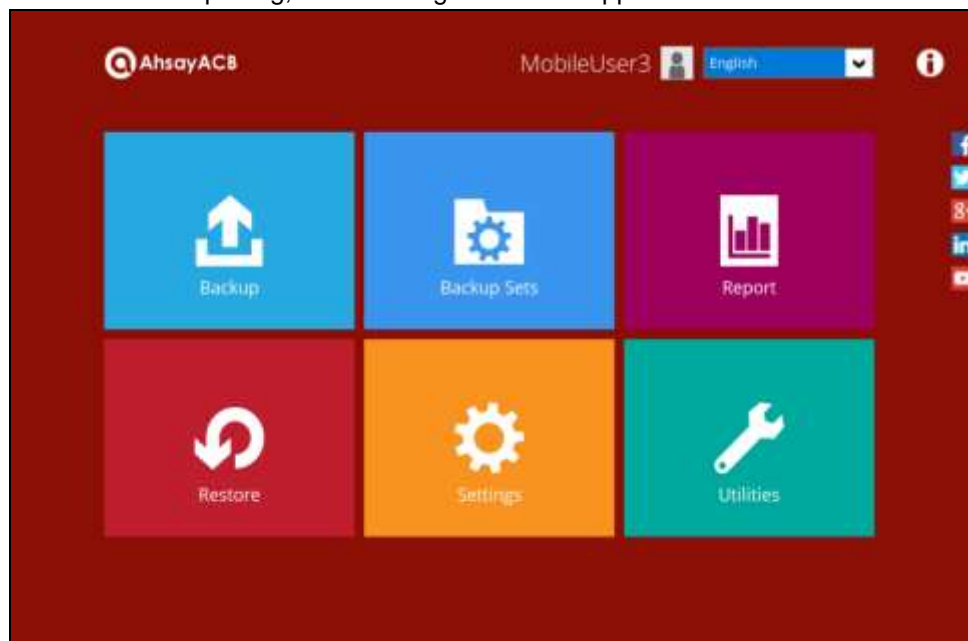 AhsayACB
MobileUser3
English
Backup
Backup Sets
Report
Restore
Settings
Utilities